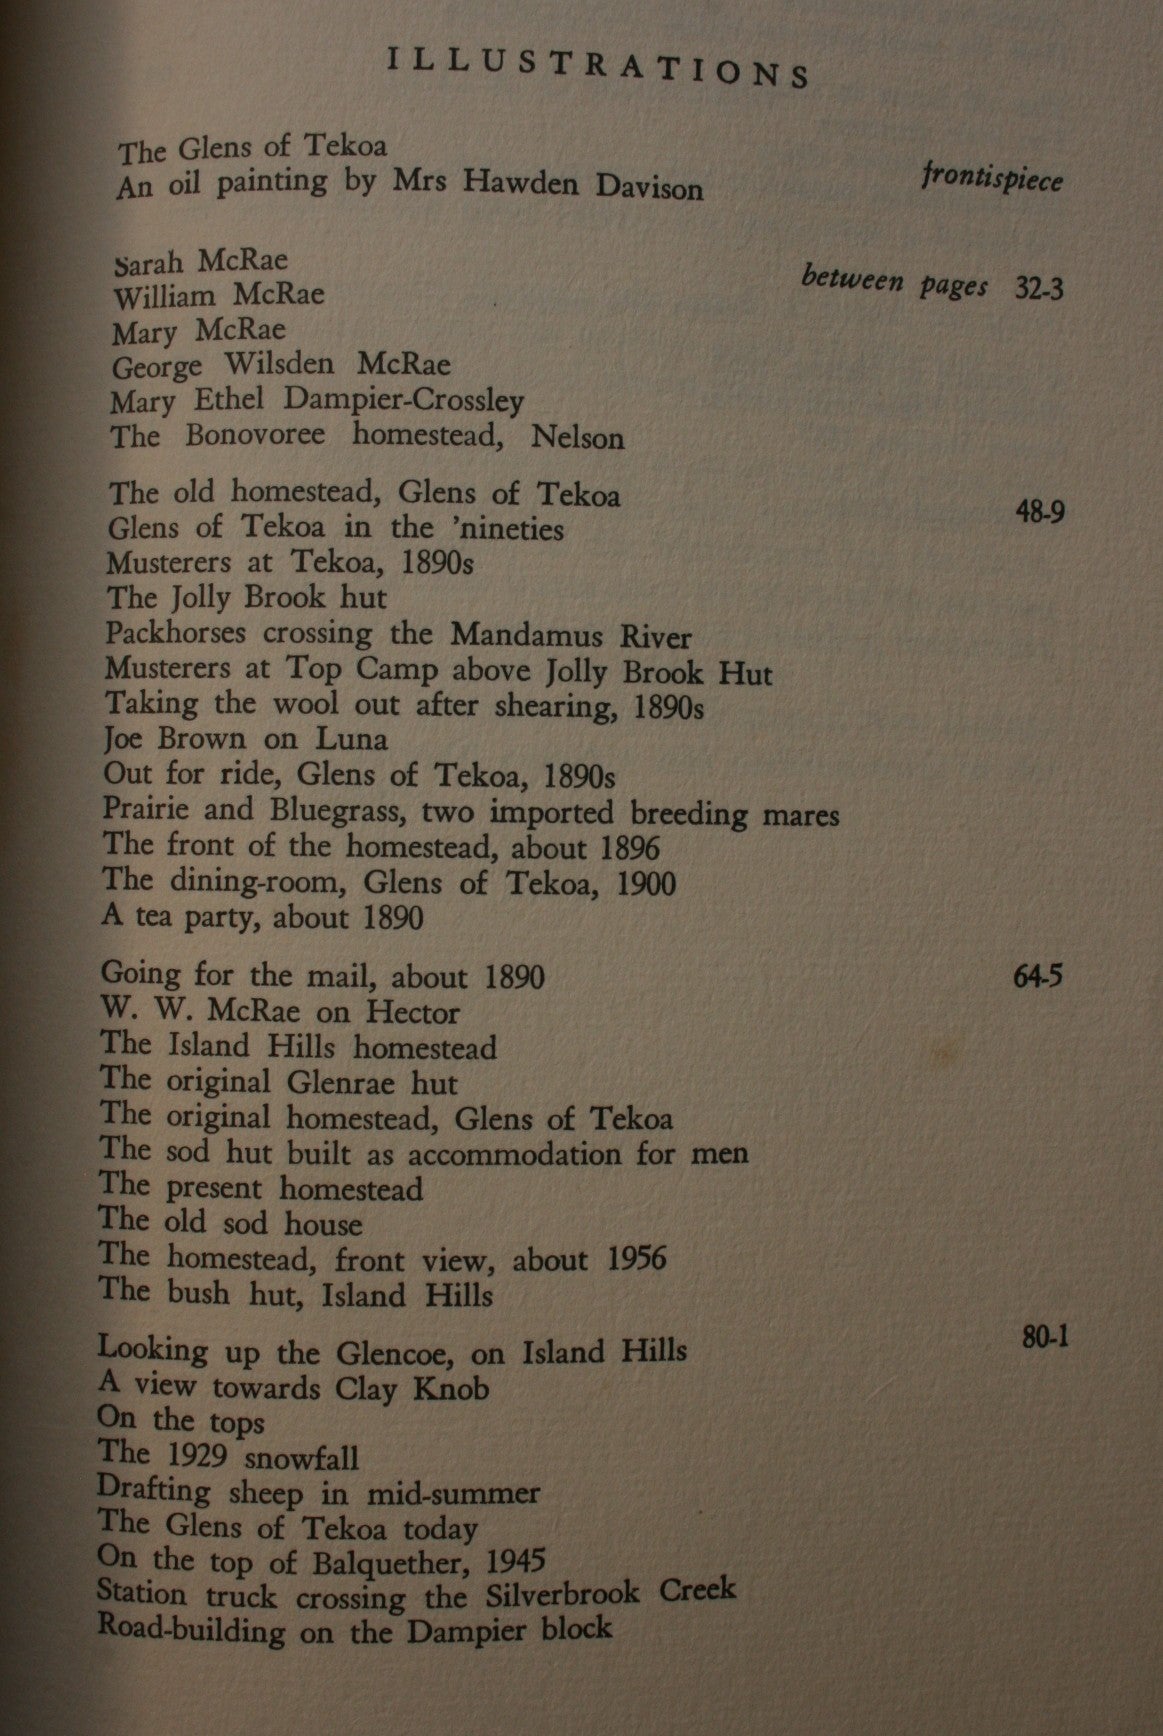 ILLUSTRATIONS
The Glens of Tekoa
An oil painting by Mrs Hawden Davison frontispiece
Sarah McRae between pages 32-3
William McRae
Mary McRae
George Wilsden McRae
Mary Ethel Dampier-Crossley
The Bonovoree homestead, Nelson
The old homestead, Glens of Tekoa 48-9
Glens of Tekoa in the ’nineties
Musterers at Tekoa, 1890s
The Jolly Brook hut
Packhorses crossing the Mandamus River
Musterers at Top Camp above Jolly Brook Hut
Taking the wool out after shearing, 1890s
Joe Brown on Luna
Out for ride, Glens of Tekoa, 1890s
Prairie and Bluegrass, two imported breeding mares
The front of the homestead, about 1896
The dining-room, Glens of Tekoa, 1900
A tea party, about 1890
Going for the mail, about 1890 64-5
W. W. McRae on Hector
The Island Hills homestead
The original Glenrae hut
The original homestead, Glens of Tekoa
The sod hut built as accommodation for men
The present homestead
The old sod house
The homestead, front view, about 1956
The bush hut, Island Hills
Looking up the Glencoe, on Island Hills 80-1
A view towards Clay Knob
On the tops
The 1929 snowfall
Drafting sheep in mid-summer
The Glens of Tekoa today
On the top of Balquether, 1945
Station truck crossing the Silverbrook Creek
Road-building on the Dampier block